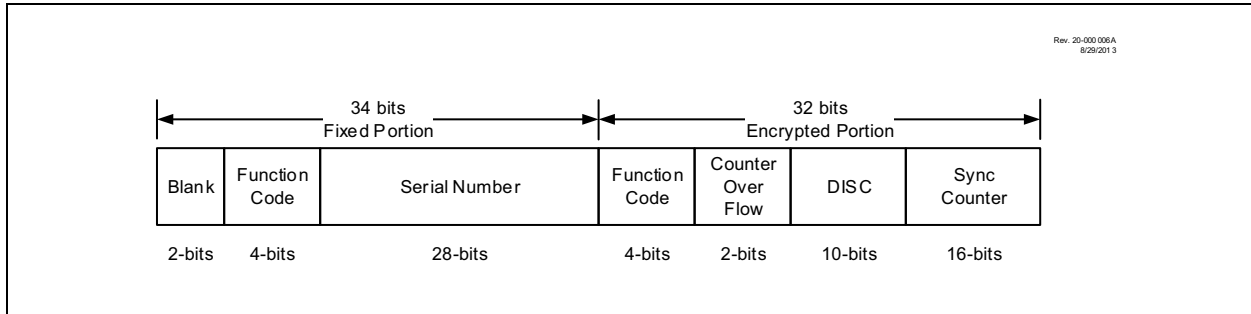 Rev. 20-000 006A
8/29/2013
34 bits
Fixed Portion
32 bits
Encrypted Portion
Blank
Function
Code
Serial Number
Function
Code
Counter
Over
Flow
DISC
Sync
Counter
2-bits
4-bits
28-bits
4-bits
2-bits
10-bits
16-bits